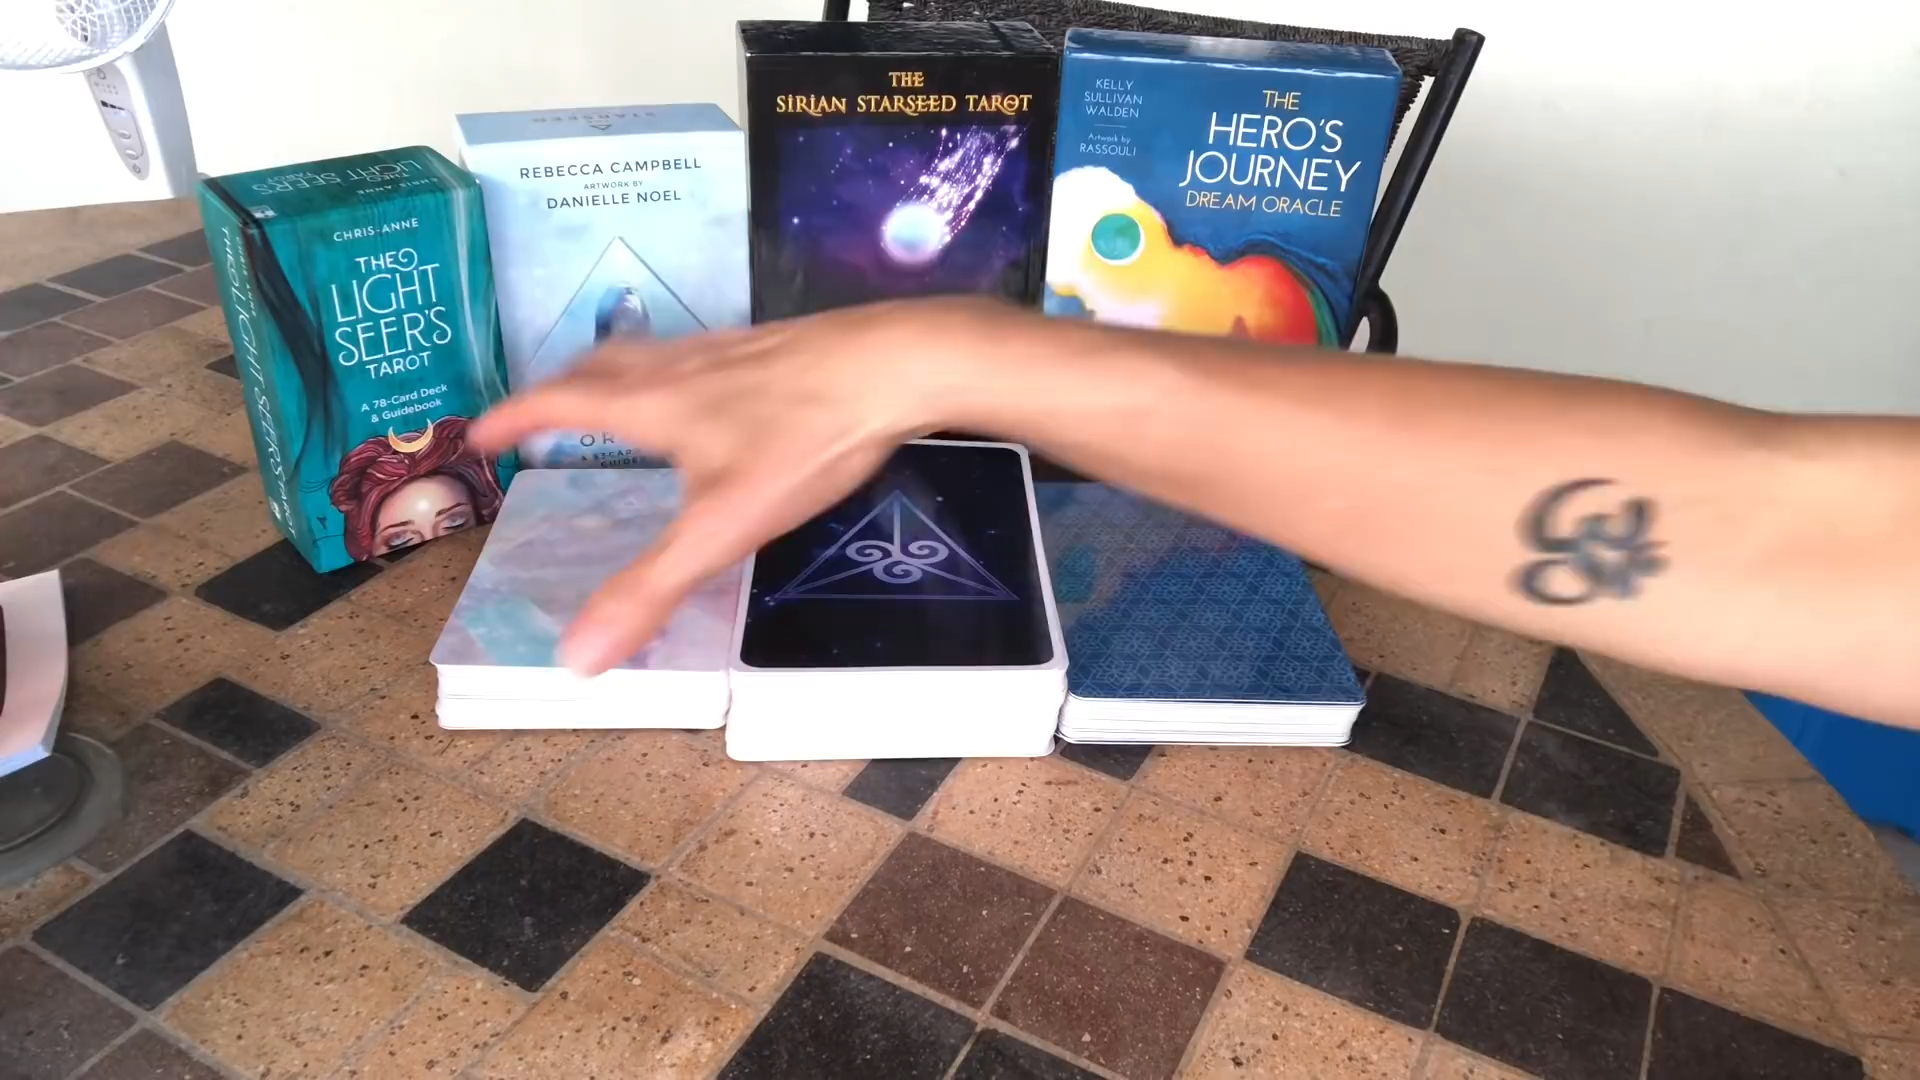 CHRIS-ANNE
THE
LIGHT
SEER'S
TAROT
A 78-Card Deck
& Guidebook
REBECCA CAMPBELL
ARTWORK BY
DANIELLE NOEL
THE
SIRIAN STARSEED TAROT
KELLY
SULLIVAN
WALDEN
Artwork by
RASSOULI
THE
HERO'S
JOURNEY
DREAM ORACLE